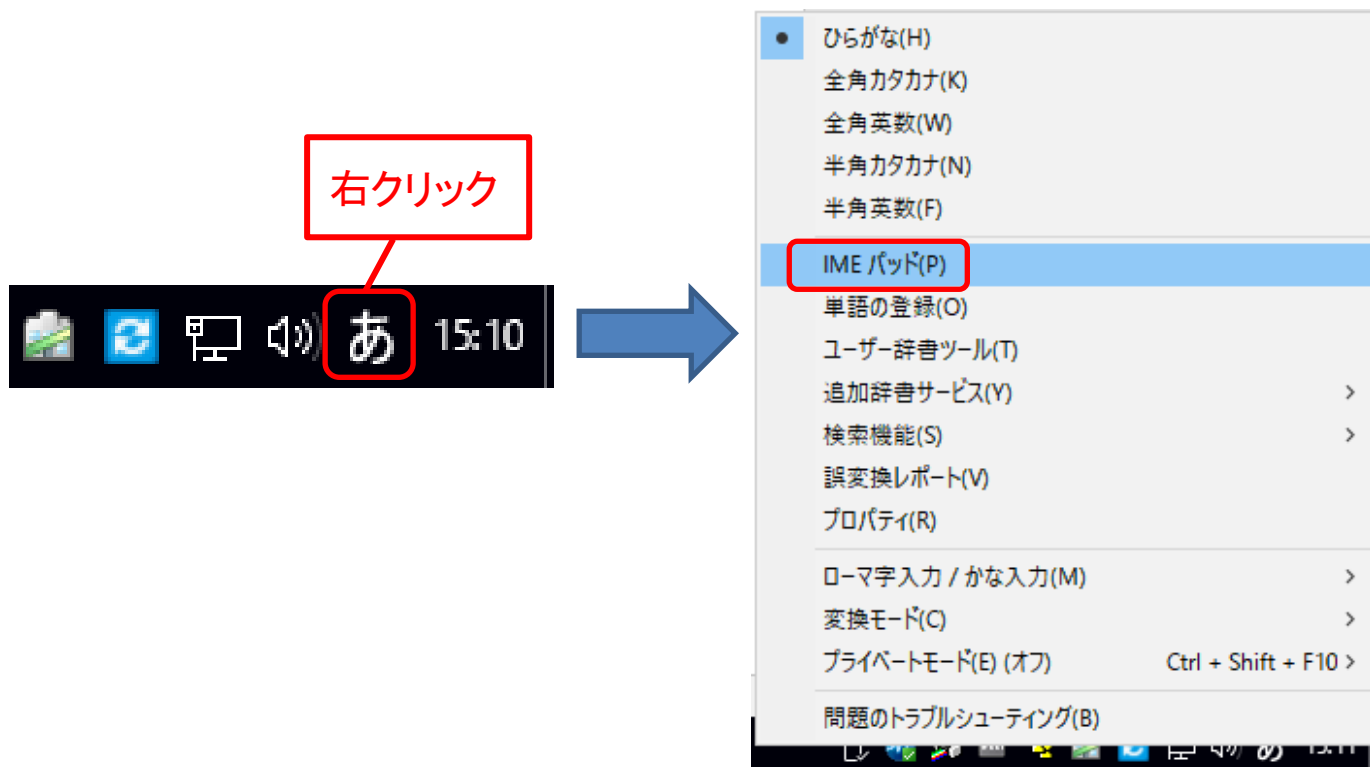 右クリック
あ 15:10
ひらがな(H)
全角カタカナ(K)
全角英数(W)
半角カタカナ(N)
半角英数(F)
IME パッド(P)
単語の登録(O)
ユーザー辞書ツール(T)
追加辞書サービス(Y)
検索機能(S)
誤変換レポート(V)
プロパティ(R)
ローマ字入力 / かな入力(M)
変換モード(C)
プライベートモード(E) (オフ) Ctrl + Shift + F10
問題のトラブルシューティング(B)
あ